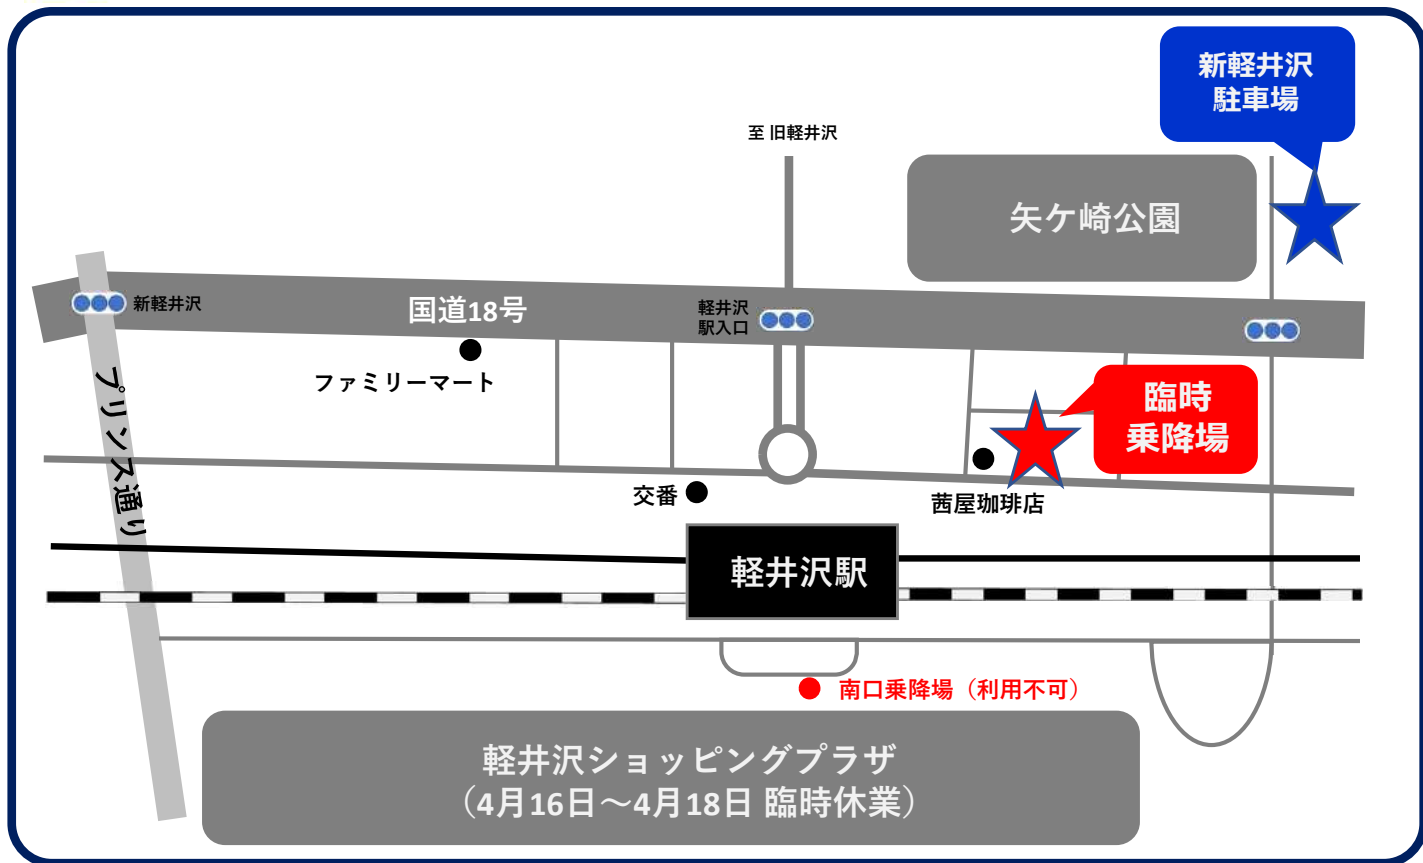 新軽井沢
駐車場
至 旧軽井沢
矢ケ崎公園
新軽井沢
国道18号
軽井沢
駅入口
ファミリーマート
プリンス通り
臨時
乗降場
交番
茜屋珈琲店
軽井沢駅
南口乗降場（利用不可）
軽井沢ショッピングプラザ
（4月16日～4月18日 臨時休業）